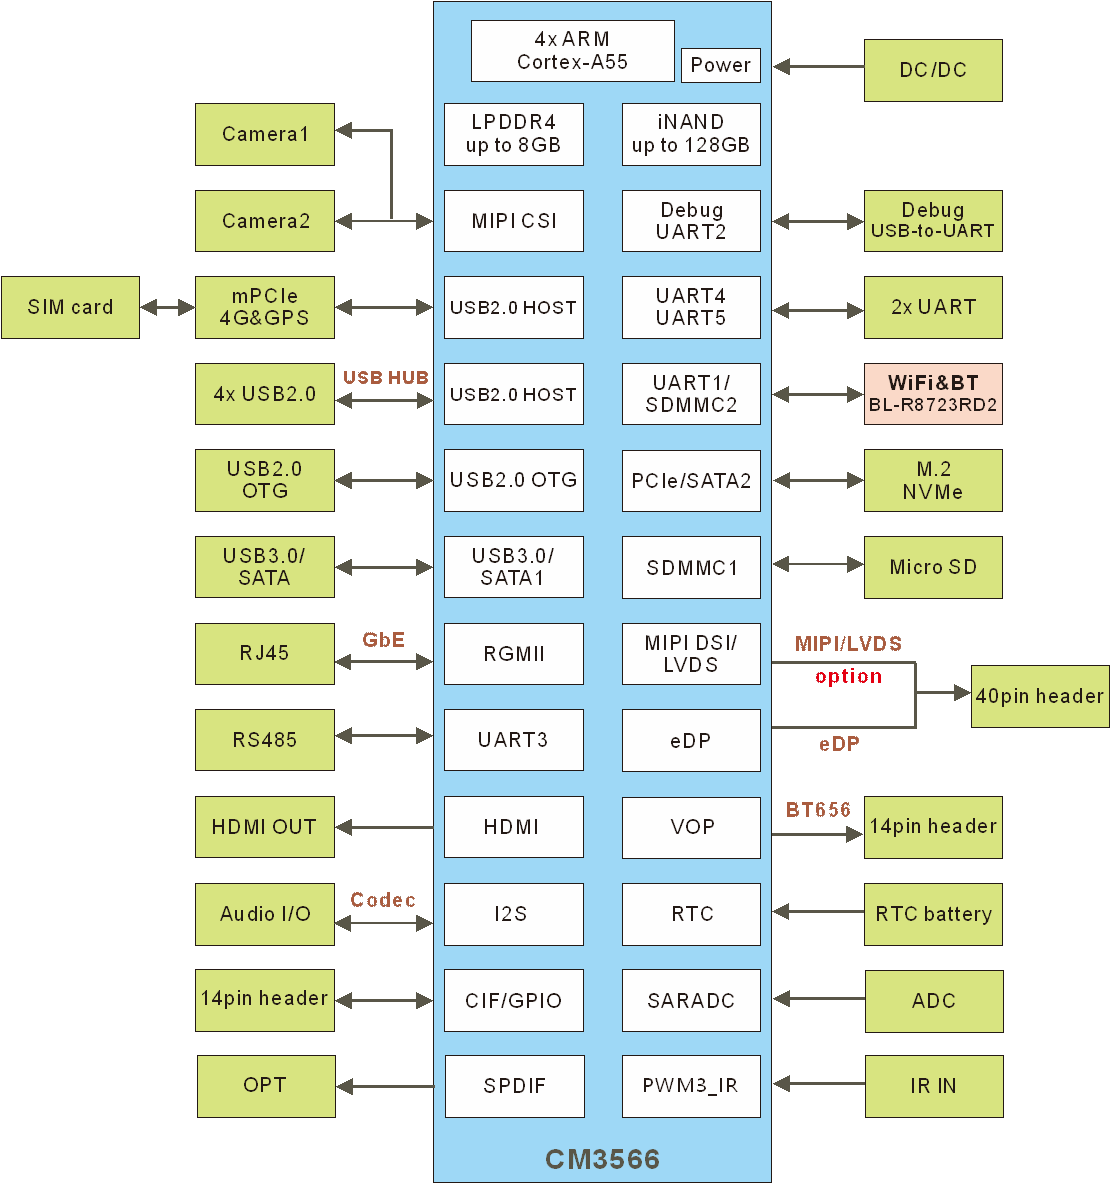 4x ARM
Cortex-A55
Power
DC/DC
Camera1
LPDDR4
up to 8GB
iNAND
up to 128GB
Camera2
MIPI CSI
Debug
UART2
Debug
USB-to-UART
SIM card
mPCIe
4G&GPS
USB2.0 HOST
UART4
UART5
2x UART
4x USB2.0
USB HUB
USB2.0 HOST
UART1/
SDMMC2
WiFi&BT
BL-R8723RD2
USB2.0
OTG
USB2.0 OTG
PCIe/SATA2
M.2
NVMe
USB3.0/
SATA
USB3.0/
SATA1
SDMMC1
Micro SD
RJ45
GbE
RGMII
MIPI DSI/
LVDS
MIPI/LVDS
option
40pin header
RS485
UART3
eDP
eDP
HDMI OUT
HDMI
VOP
BT656
14pin header
Audio I/O
Codec
I2S
RTC
RTC battery
14pin header
CIF/GPIO
SARADC
ADC
OPT
SPDIF
PWM3_IR
IR IN
CM3566